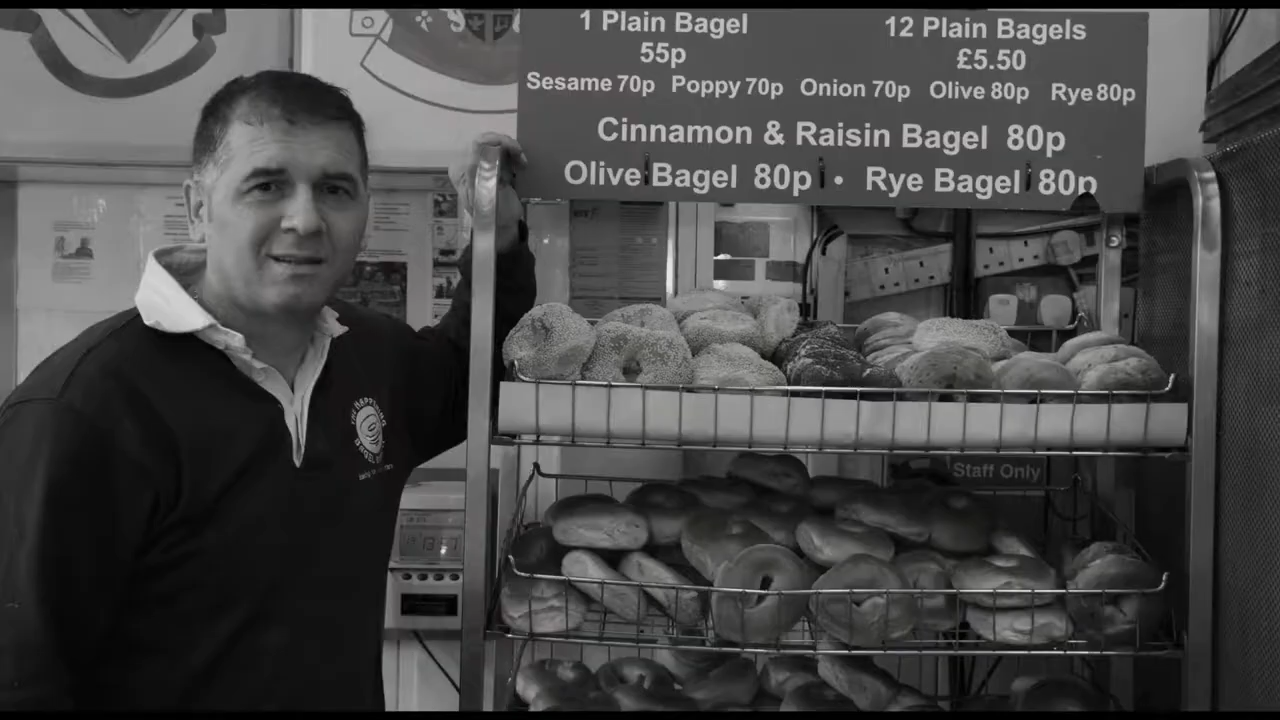 1 Plain Bagel
12 Plain Bagels
55p
£5.50
Sesame 70p Poppy 70p Onion 70p Olive 80p Rye 80p
Cinnamon & Raisin Bagel 80p
Olive Bagel 80p • Rye Bagel 80p
Staff Only